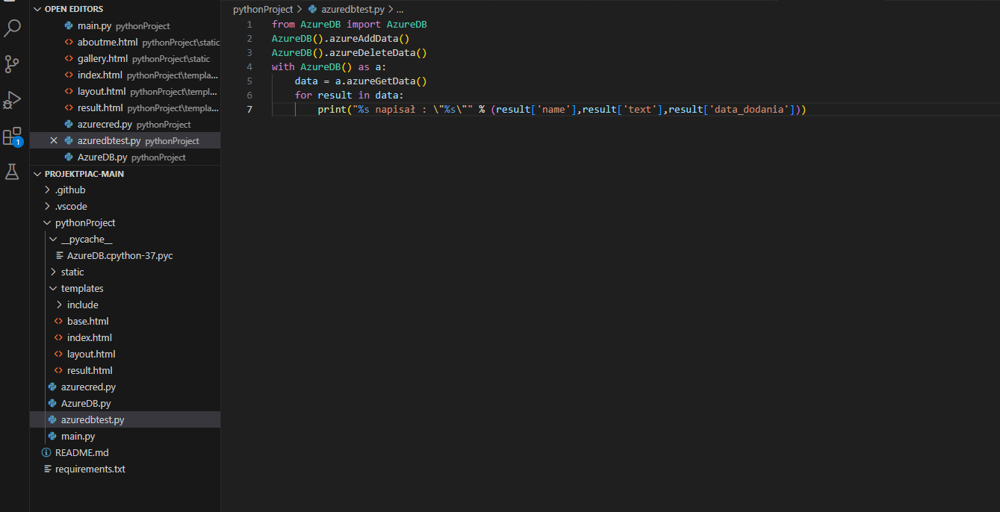 OPEN EDITORS
main.py pythonProject
aboutme.html pythonProject\static
gallery.html pythonProject\static
index.html pythonProject\templa...
layout.html pythonProject\templ...
result.html pythonProject\templa...
azurecred.py pythonProject
azuredbtest.py pythonProject
AzureDB.py pythonProject
PROJEKTPIAC-MAIN
.github
.vscode
pythonProject
__pycache__
AzureDB.cpython-37.pyc
static
templates
include
base.html
index.html
layout.html
result.html
azurecred.py
AzureDB.py
azuredbtest.py
main.py
README.md
requirements.txt
1
pythonProject > azuredbtest.py > ...
1 from AzureDB import AzureDB
2 AzureDB().azureAddData()
3 AzureDB().azureDeleteData()
4 with AzureDB() as a:
5     data = a.azureGetData()
6     for result in data:
7         print("%s napisał : \"%s\"" % (result['name'],result['text'],result['data_dodania']))